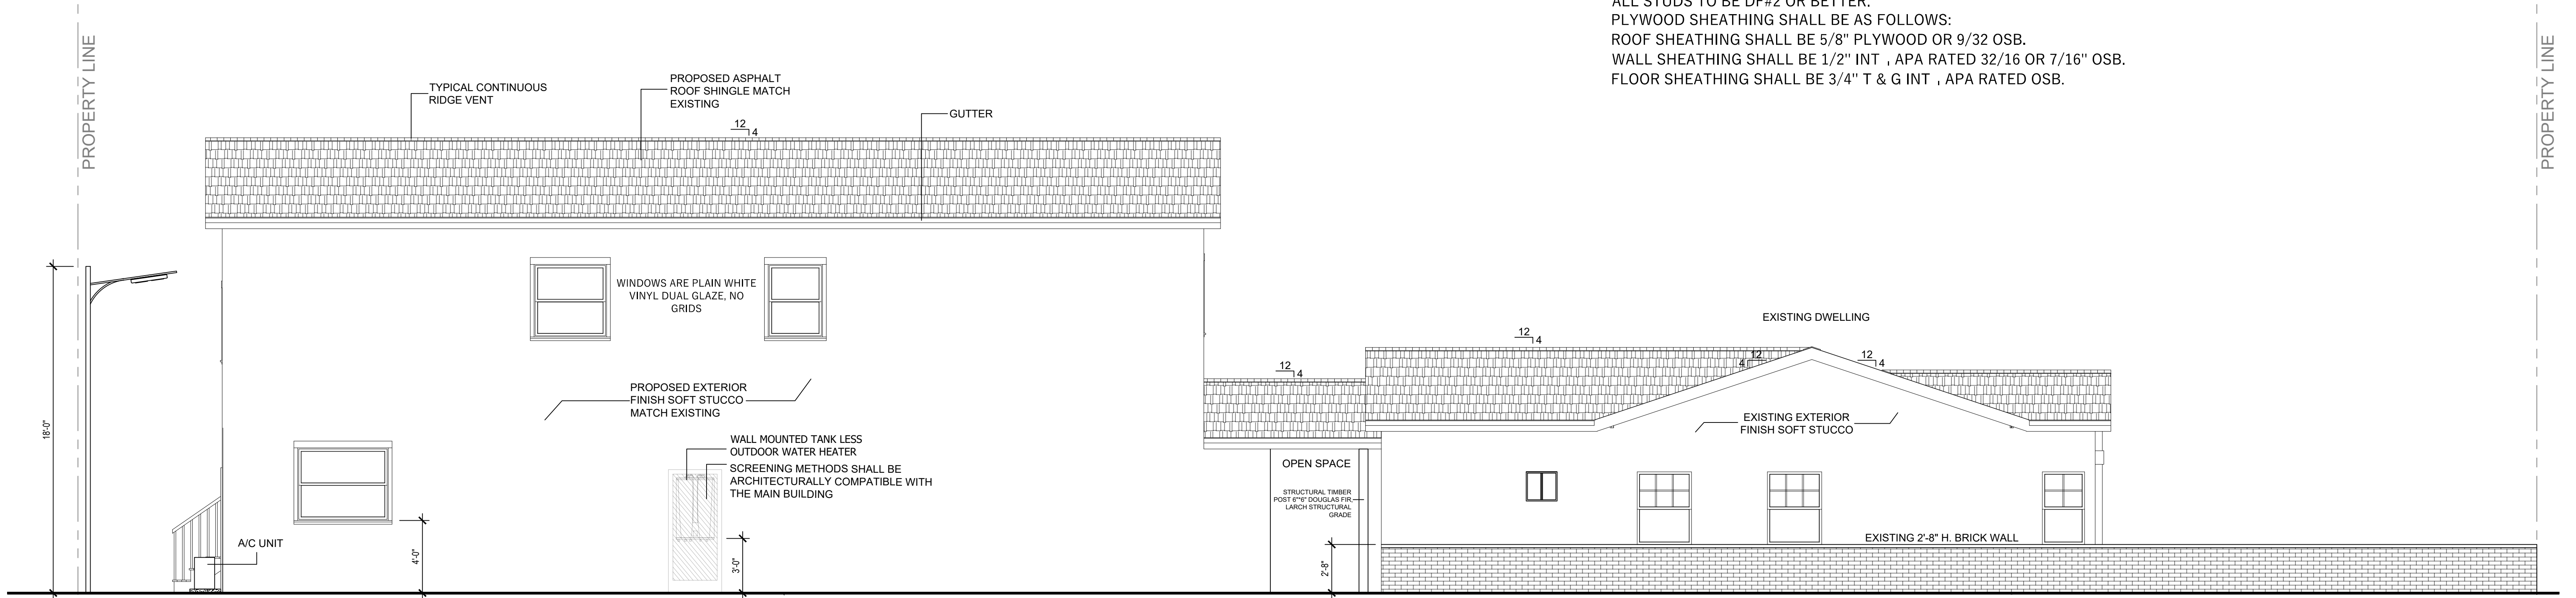 ALL STUDS TO BE DF#2 OR BETTER.
PLYWOOD SHEATHING SHALL BE AS FOLLOWS:
ROOF SHEATHING SHALL BE 5/8" PLYWOOD OR 9/32 OSB.
WALL SHEATHING SHALL BE 1/2" INT , APA RATED 32/16 OR 7/16" OSB.
FLOOR SHEATHING SHALL BE 3/4" T & G INT , APA RATED OSB.
PROPERTY LINE
PROPERTY LINE
TYPICAL CONTINUOUS
RIDGE VENT
PROPOSED ASPHALT
ROOF SHINGLE MATCH
EXISTING
GUTTER
12
4
WINDOWS ARE PLAIN WHITE
VINYL DUAL GLAZE, NO
GRIDS
18'-0"
PROPOSED EXTERIOR
FINISH SOFT STUCCO
MATCH EXISTING
WALL MOUNTED TANK LESS
OUTDOOR WATER HEATER
SCREENING METHODS SHALL BE
ARCHITECTURALLY COMPATIBLE WITH
THE MAIN BUILDING
A/C UNIT
4'-0"
3'-0"
12
4
OPEN SPACE
STRUCTURAL TIMBER
POST 6"*6" DOUGLAS FIR
LARCH STRUCTURAL
GRADE
2'-8"
EXISTING DWELLING
12
4
12
4
12
4
EXISTING EXTERIOR
FINISH SOFT STUCCO
EXISTING 2'-8" H. BRICK WALL